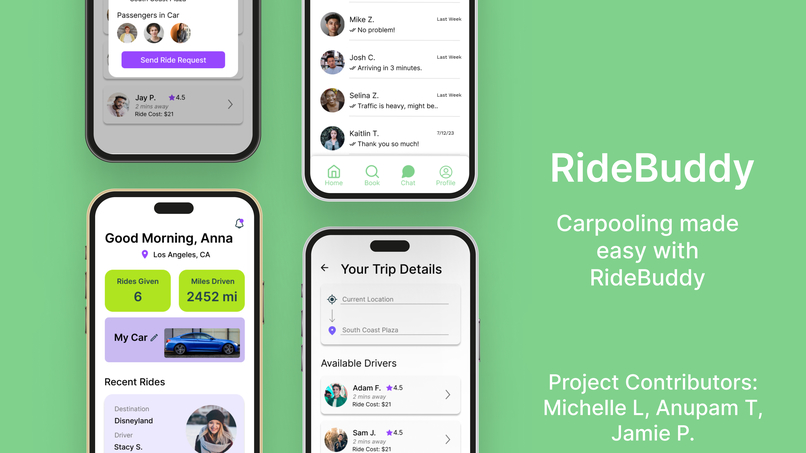 South Coast Plaza
Passengers in Car
Send Ride Request
Jay P. 4.5
2 mins away
Ride Cost: $21
Mike Z. Last Week
No problem!
Josh C. Last Week
Arriving in 3 minutes.
Selina Z. Last Week
Traffic is heavy, might be..
Kaitlin T. 7/12/23
Thank you so much!
Home Book Chat Profile
Good Morning, Anna
Los Angeles, CA
Rides Given
6
Miles Driven
2452 mi
My Car
Recent Rides
Destination
Disneyland
Driver
Stacy S.
Your Trip Details
Current Location
South Coast Plaza
Available Drivers
Adam F. 4.5
2 mins away
Ride Cost: $21
Sam J. 4.5
2 mins away
Ride Cost: $21
RideBuddy
Carpooling made
easy with
RideBuddy
Project Contributors:
Michelle L, Anupam T,
Jamie P.